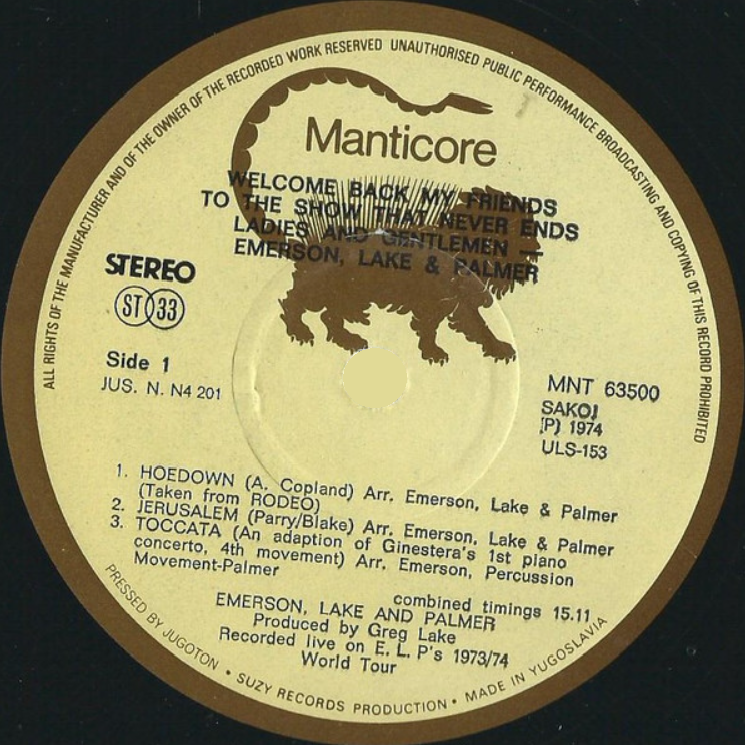 ALL RIGHTS OF THE MANUFACTURER AND OF THE OWNER OF THE RECORDED WORK RESERVED UNAUTHORISED PUBLIC PERFORMANCE BROADCASTING AND COPYING OF THIS RECORD PROHIBITED
Manticore
WELCOME BACK MY FRIENDS
TO THE SHOW THAT NEVER ENDS
LADIES AND GENTLEMEN —
EMERSON, LAKE & PALMER
STEREO
ST 33
Side 1
JUS. N. N4 201
MNT 63500
SAKOJ
(P) 1974
ULS-153
1. HOEDOWN (A. Copland) Arr. Emerson, Lake & Palmer
(Taken from RODEO)
2. JERUSALEM (Parry/Blake) Arr. Emerson, Lake & Palmer
3. TOCCATA (An adaption of Ginestera's 1st piano
concerto, 4th movement) Arr. Emerson, Percussion
Movement-Palmer
combined timings 15.11
EMERSON, LAKE AND PALMER
Produced by Greg Lake
Recorded live on E. L. P's 1973/74
World Tour
PRESSED BY JUGOTON • SUZY RECORDS PRODUCTION • MADE IN YUGOSLAVIA